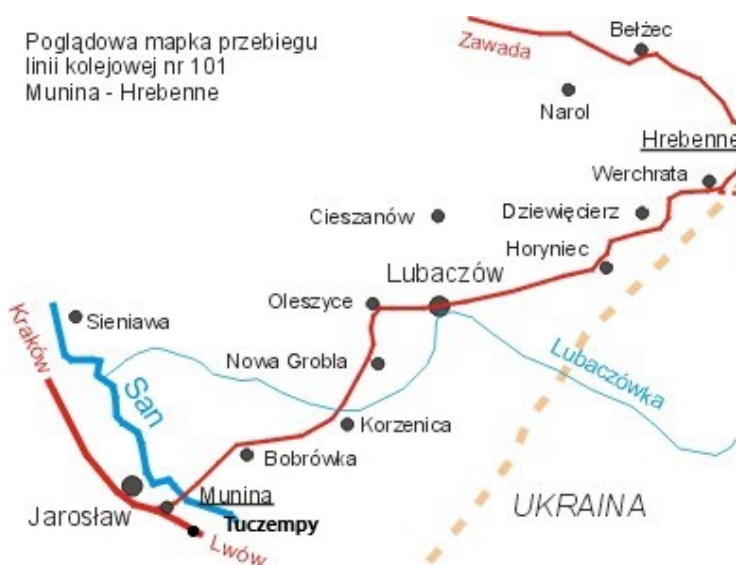 Poglądowa mapka przebiegu
linii kolejowej nr 101
Munina - Hrebenne
Zawada
Bełżec
Narol
Hrebenne
Werchrata
Cieszanów
Dziewięcierz
Horyniec
Lubaczów
Oleszyce
Sieniawa
Kraków
San
Nowa Grobla
Lubaczówka
Korzenica
Bobrówka
Munina
Jarosław
Tuczempy
Lwów
UKRAINA